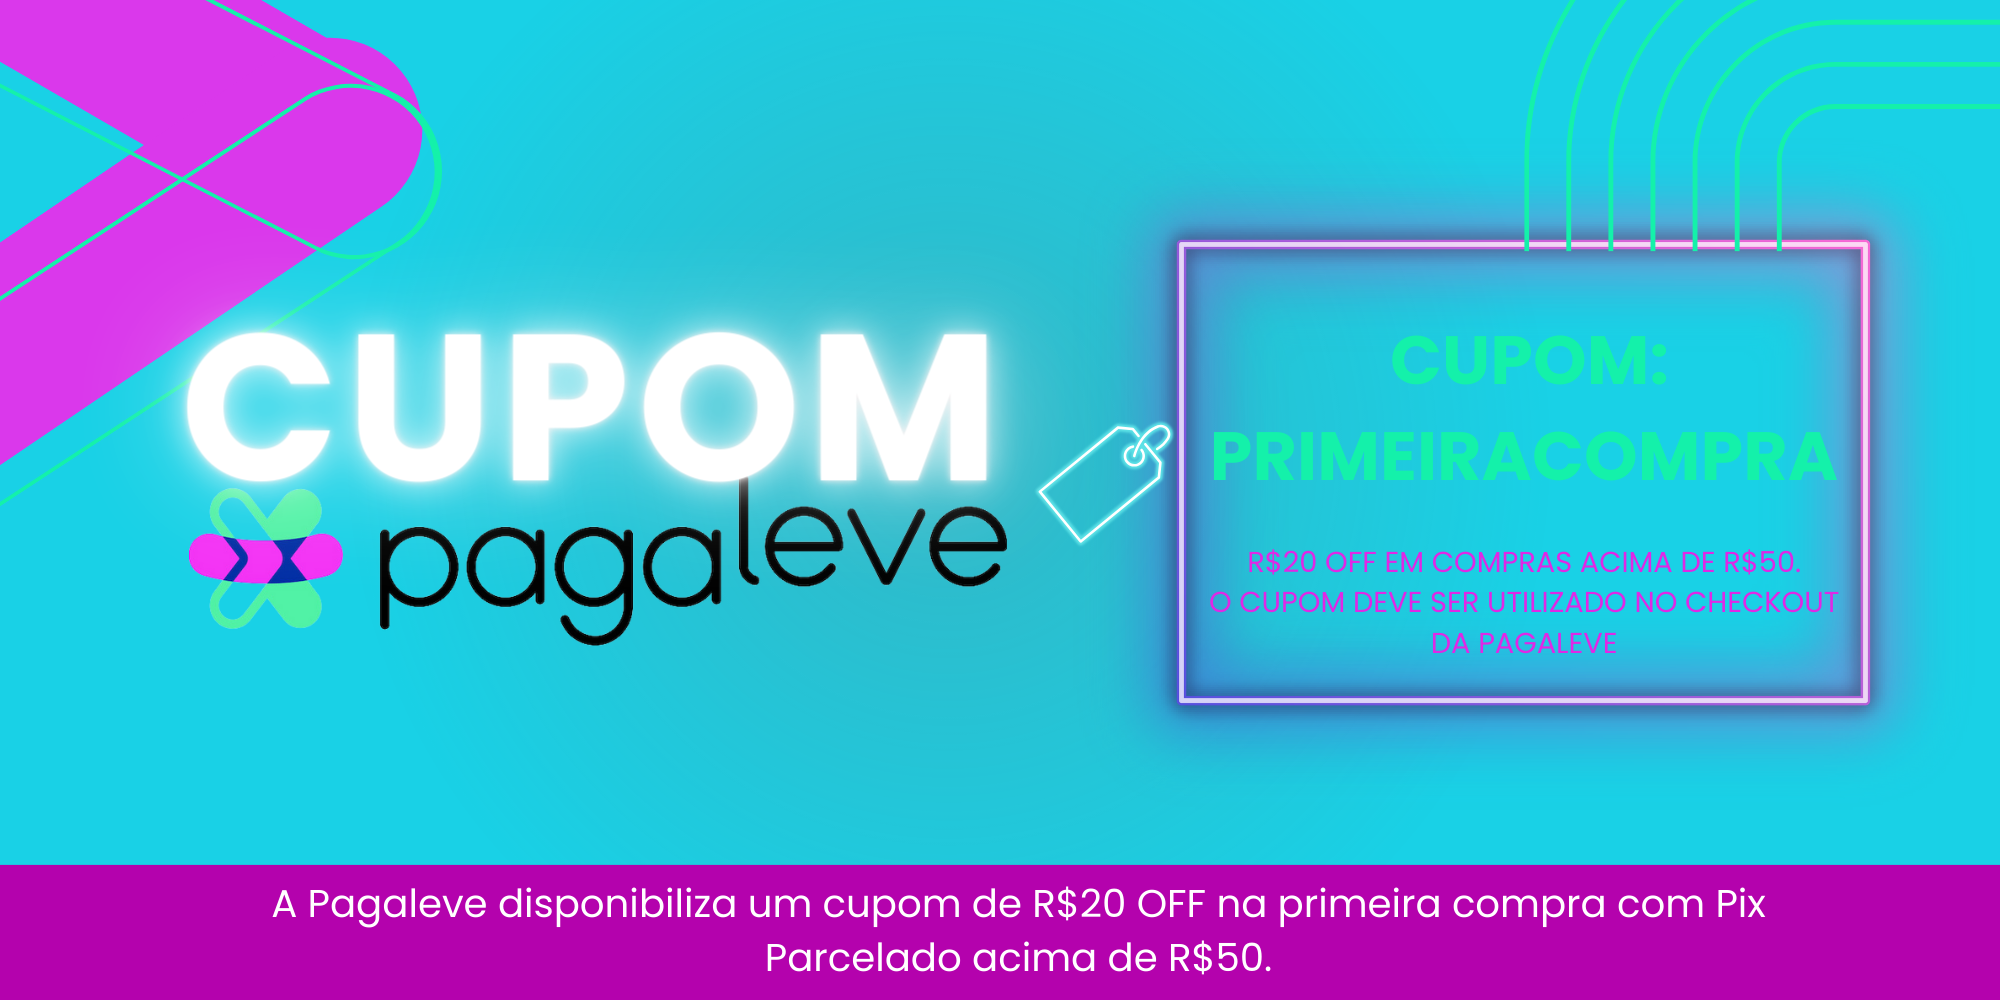 CUPOM
pagaleve
CUPOM:
PRIMEIRACOMPRA
R$20 OFF EM COMPRAS ACIMA DE R$50.
O CUPOM DEVE SER UTILIZADO NO CHECKOUT
DA PAGALEVE
A Pagaleve disponibiliza um cupom de R$20 OFF na primeira compra com Pix
Parcelado acima de R$50.